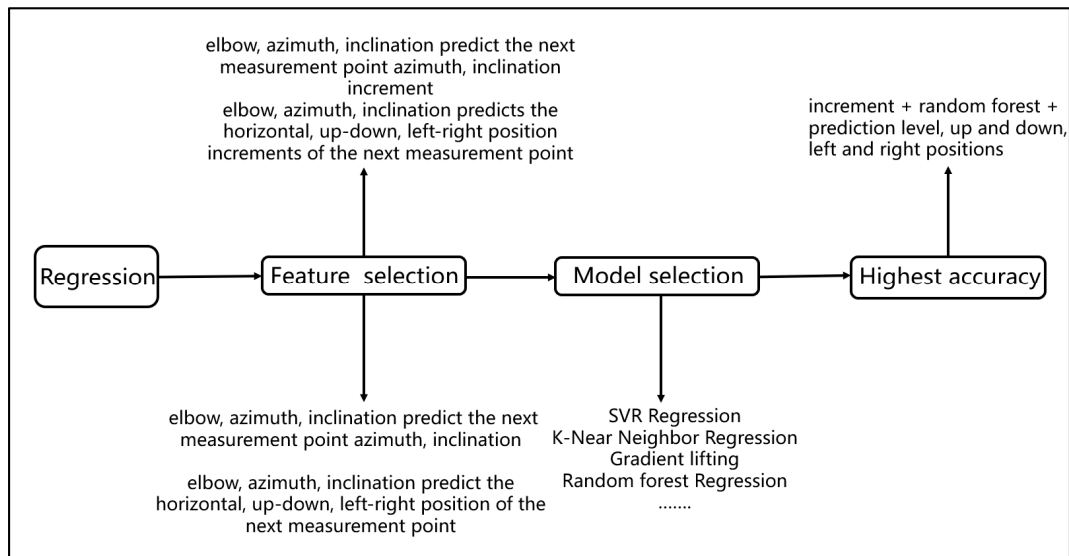 elbow, azimuth, inclination predict the next
measurement point azimuth, inclination
increment
elbow, azimuth, inclination predicts the
horizontal, up-down, left-right position
increments of the next measurement point
increment + random forest +
prediction level, up and down,
left and right positions
Regression
Feature selection
Model selection
Highest accuracy
elbow, azimuth, inclination predict the next
measurement point azimuth, inclination
elbow, azimuth, inclination predict the
horizontal, up-down, left-right position of the
next measurement point
SVR Regression
K-Near Neighbor Regression
Gradient lifting
Random forest Regression
.......